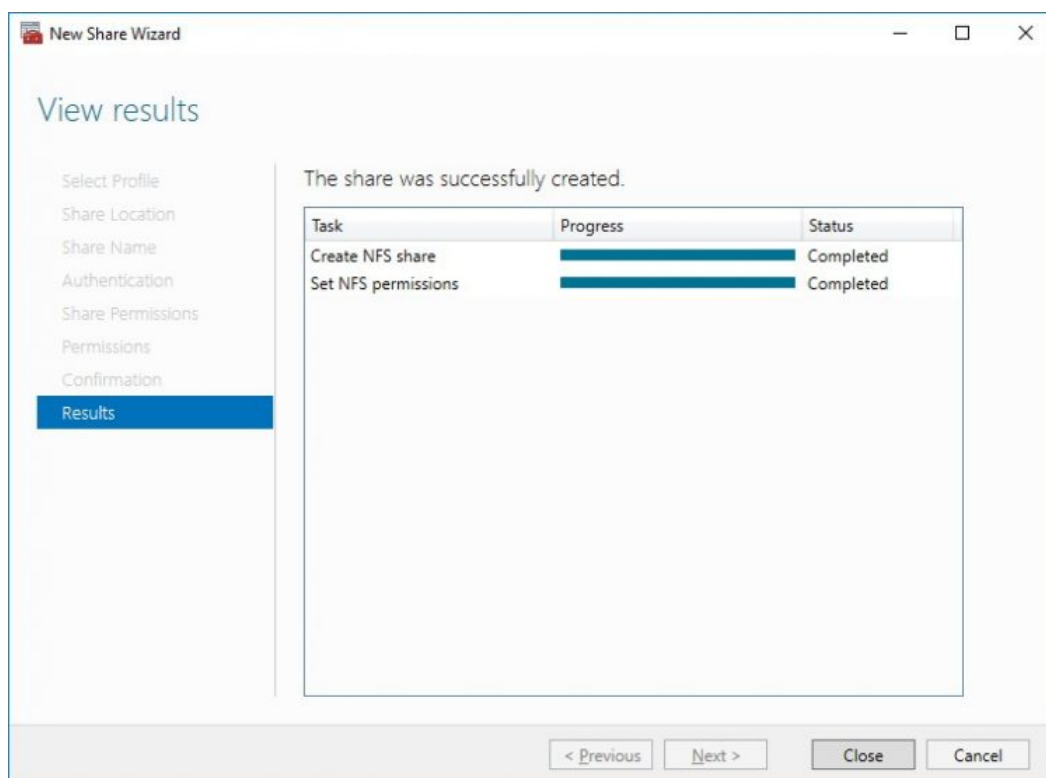 New Share Wizard
View results
Select Profile
Share Location
Share Name
Authentication
Share Permissions
Permissions
Confirmation
Results
The share was successfully created.
Task Progress Status
Create NFS share Completed
Set NFS permissions Completed
< Previous Next > Close Cancel